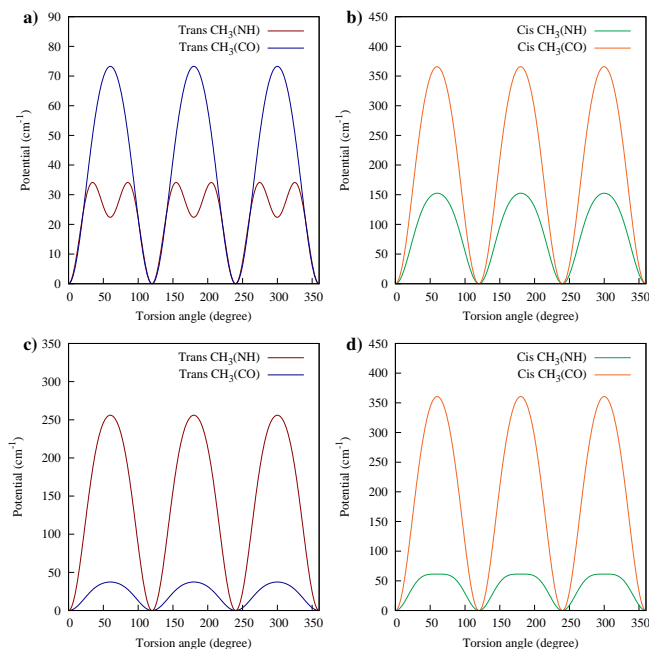 a)
Trans CH₃(NH)
Trans CH₃(CO)
Potential (cm⁻¹)
90
80
70
60
50
40
30
20
10
0
0 50 100 150 200 250 300 350
Torsion angle (degree)
b)
Cis CH₃(NH)
Cis CH₃(CO)
Potential (cm⁻¹)
450
400
350
300
250
200
150
100
50
0
0 50 100 150 200 250 300 350
Torsion angle (degree)
c)
Trans CH₃(NH)
Trans CH₃(CO)
Potential (cm⁻¹)
350
300
250
200
150
100
50
0
0 50 100 150 200 250 300 350
Torsion angle (degree)
d)
Cis CH₃(NH)
Cis CH₃(CO)
Potential (cm⁻¹)
450
400
350
300
250
200
150
100
50
0
0 50 100 150 200 250 300 350
Torsion angle (degree)